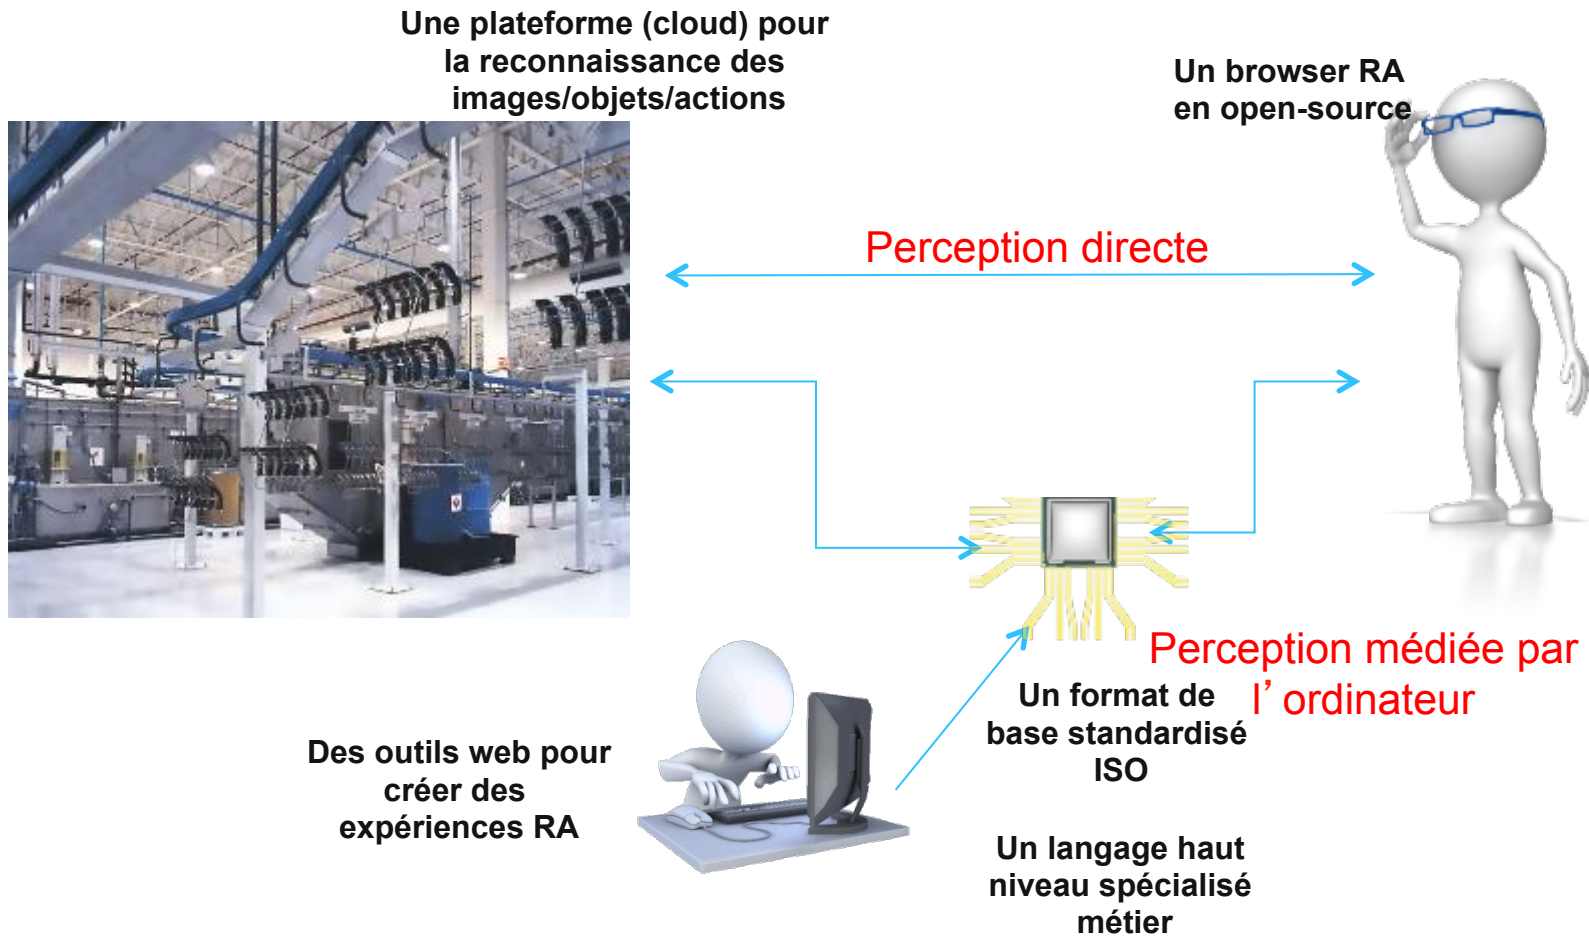 Une plateforme (cloud) pour
la reconnaissance des
images/objets/actions
Un browser RA
en open-source
Perception directe
Perception médiée par
l’ ordinateur
Un format de
base standardisé
ISO
Des outils web pour
créer des
expériences RA
Un langage haut
niveau spécialisé
métier